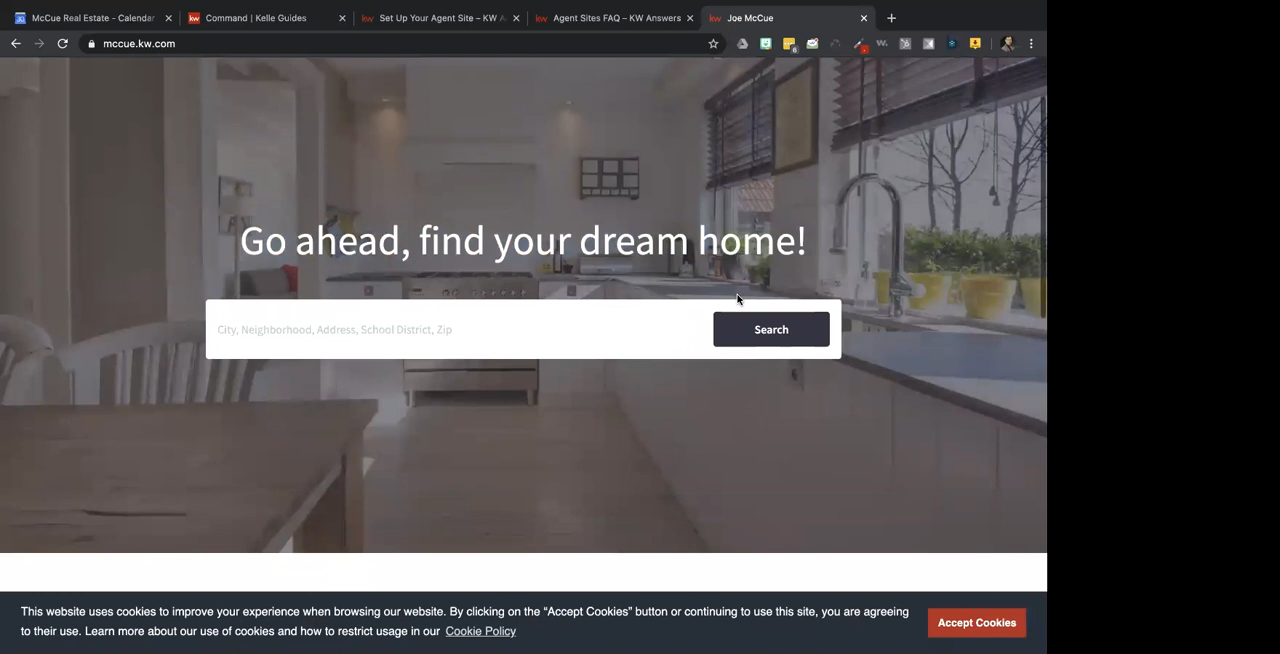 McCue Real Estate - Calendar
Command | Kelle Guides
Set Up Your Agent Site – KW A
Agent Sites FAQ – KW Answers
Joe McCue
mccue.kw.com
Go ahead, find your dream home!
City, Neighborhood, Address, School District, Zip
Search
This website uses cookies to improve your experience when browsing our website. By clicking on the “Accept Cookies” button or continuing to use this site, you are agreeing
to their use. Learn more about our use of cookies and how to restrict usage in our Cookie Policy
Accept Cookies